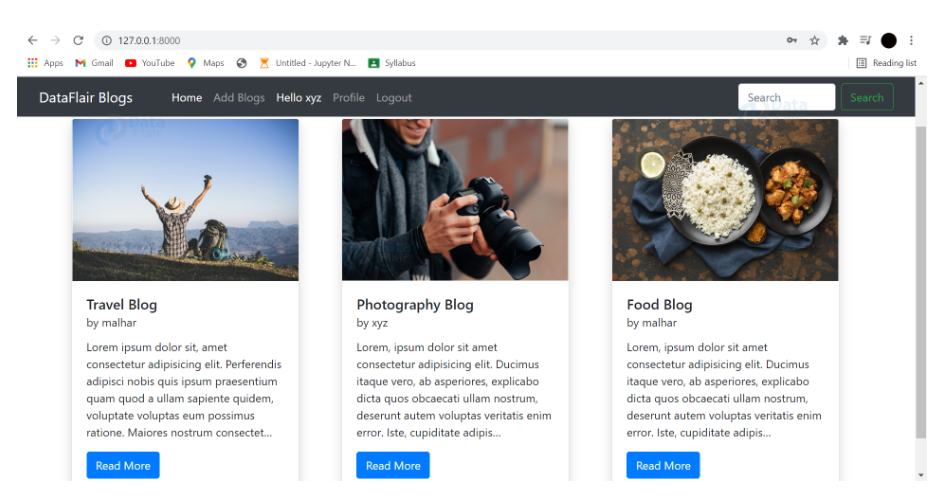 127.0.0.1:8000
Apps Gmail YouTube Maps Untitled - Jupyter N... Syllabus Reading list
DataFlair Blogs Home Add Blogs Hello xyz Profile Logout Search Search
Data
Data
Travel Blog
by malhar
Lorem ipsum dolor sit, amet
consectetur adipisicing elit. Perferendis
adipisci nobis quis ipsum praesentium
quam quod a ullam sapiente quidem,
voluptate voluptas eum possimus
ratione. Maiores nostrum consectet...
Read More
Photography Blog
by xyz
Lorem, ipsum dolor sit amet
consectetur adipisicing elit. Ducimus
itaque vero, ab asperiores, explicabo
dicta quos obcaecati ullam nostrum,
deserunt autem voluptas veritatis enim
error. Iste, cupiditate adipis...
Read More
Food Blog
by malhar
Lorem, ipsum dolor sit amet
consectetur adipisicing elit. Ducimus
itaque vero, ab asperiores, explicabo
dicta quos obcaecati ullam nostrum,
deserunt autem voluptas veritatis enim
error. Iste, cupiditate adipis...
Read More